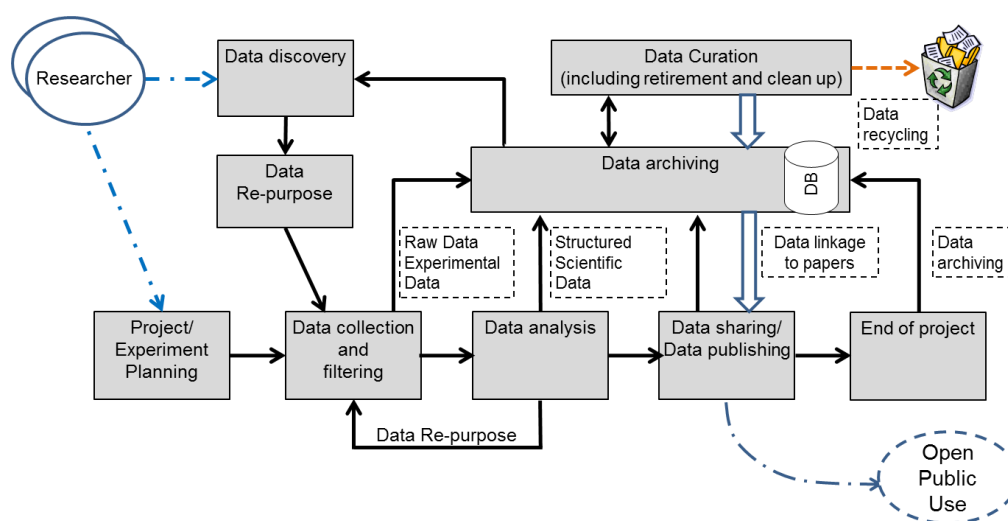 Researcher
Data discovery
Data Curation
(including retirement and clean up)
Data
recycling
Data
Re-purpose
Data archiving
DB
Raw Data
Experimental
Data
Structured
Scientific
Data
Data linkage
to papers
Data
archiving
Project/
Experiment
Planning
Data collection
and
filtering
Data analysis
Data sharing/
Data publishing
End of project
Data Re-purpose
Open
Public
Use